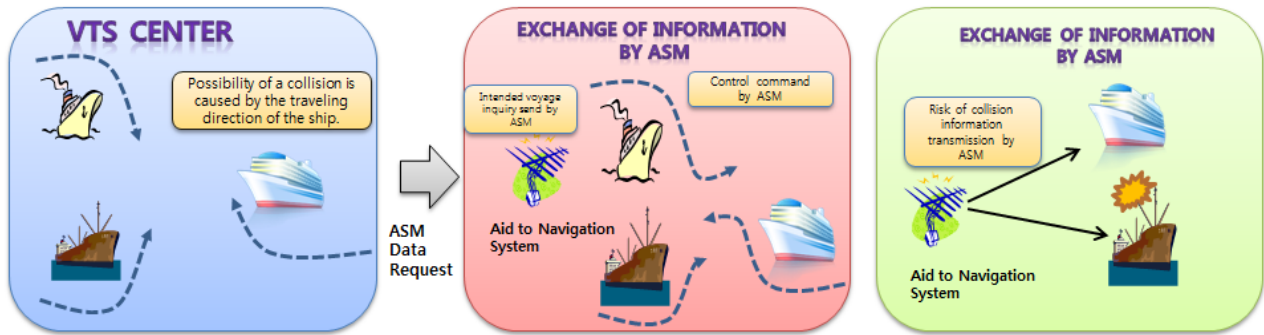 VTS CENTER
Possibility of a collision is
caused by the traveling
direction of the ship.
ASM
Data
Request
EXCHANGE OF INFORMATION
BY ASM
Intended voyage
inquiry send by
ASM
Control command
by ASM
Aid to Navigation
System
EXCHANGE OF INFORMATION
BY ASM
Risk of collision
information
transmission by
ASM
Aid to Navigation
System